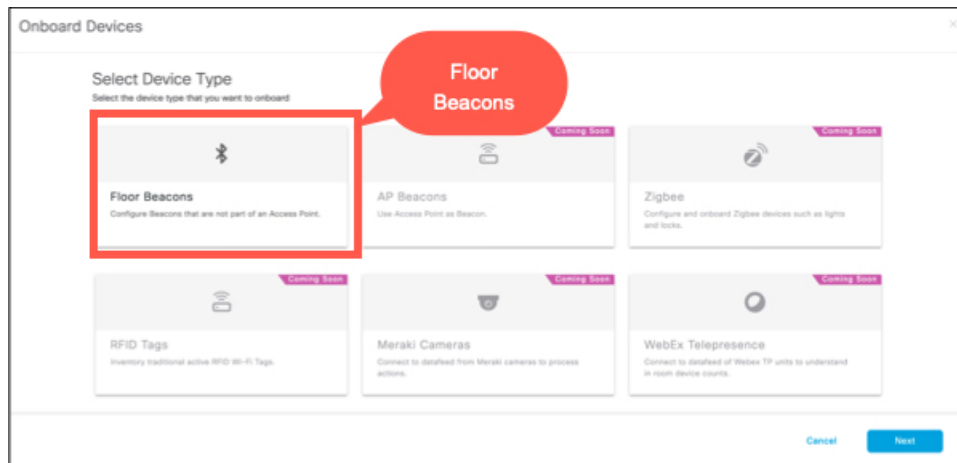 Onboard Devices
Select Device Type
Select the device type that you want to onboard
Floor
Beacons
Floor Beacons
Configure Beacons that are not part of an Access Point.
Coming Soon
AP Beacons
Use Access Point as Beacon.
Coming Soon
Zigbee
Configure and onboard Zigbee devices such as lights
and locks.
Coming Soon
RFID Tags
Inventory traditional active RFID Wi-Fi Tags.
Coming Soon
Meraki Cameras
Connect to datafeed from Meraki cameras to process
actions.
Coming Soon
WebEx Telepresence
Connect to datafeed of Webex TP units to understand
in room device counts.
Cancel
Next